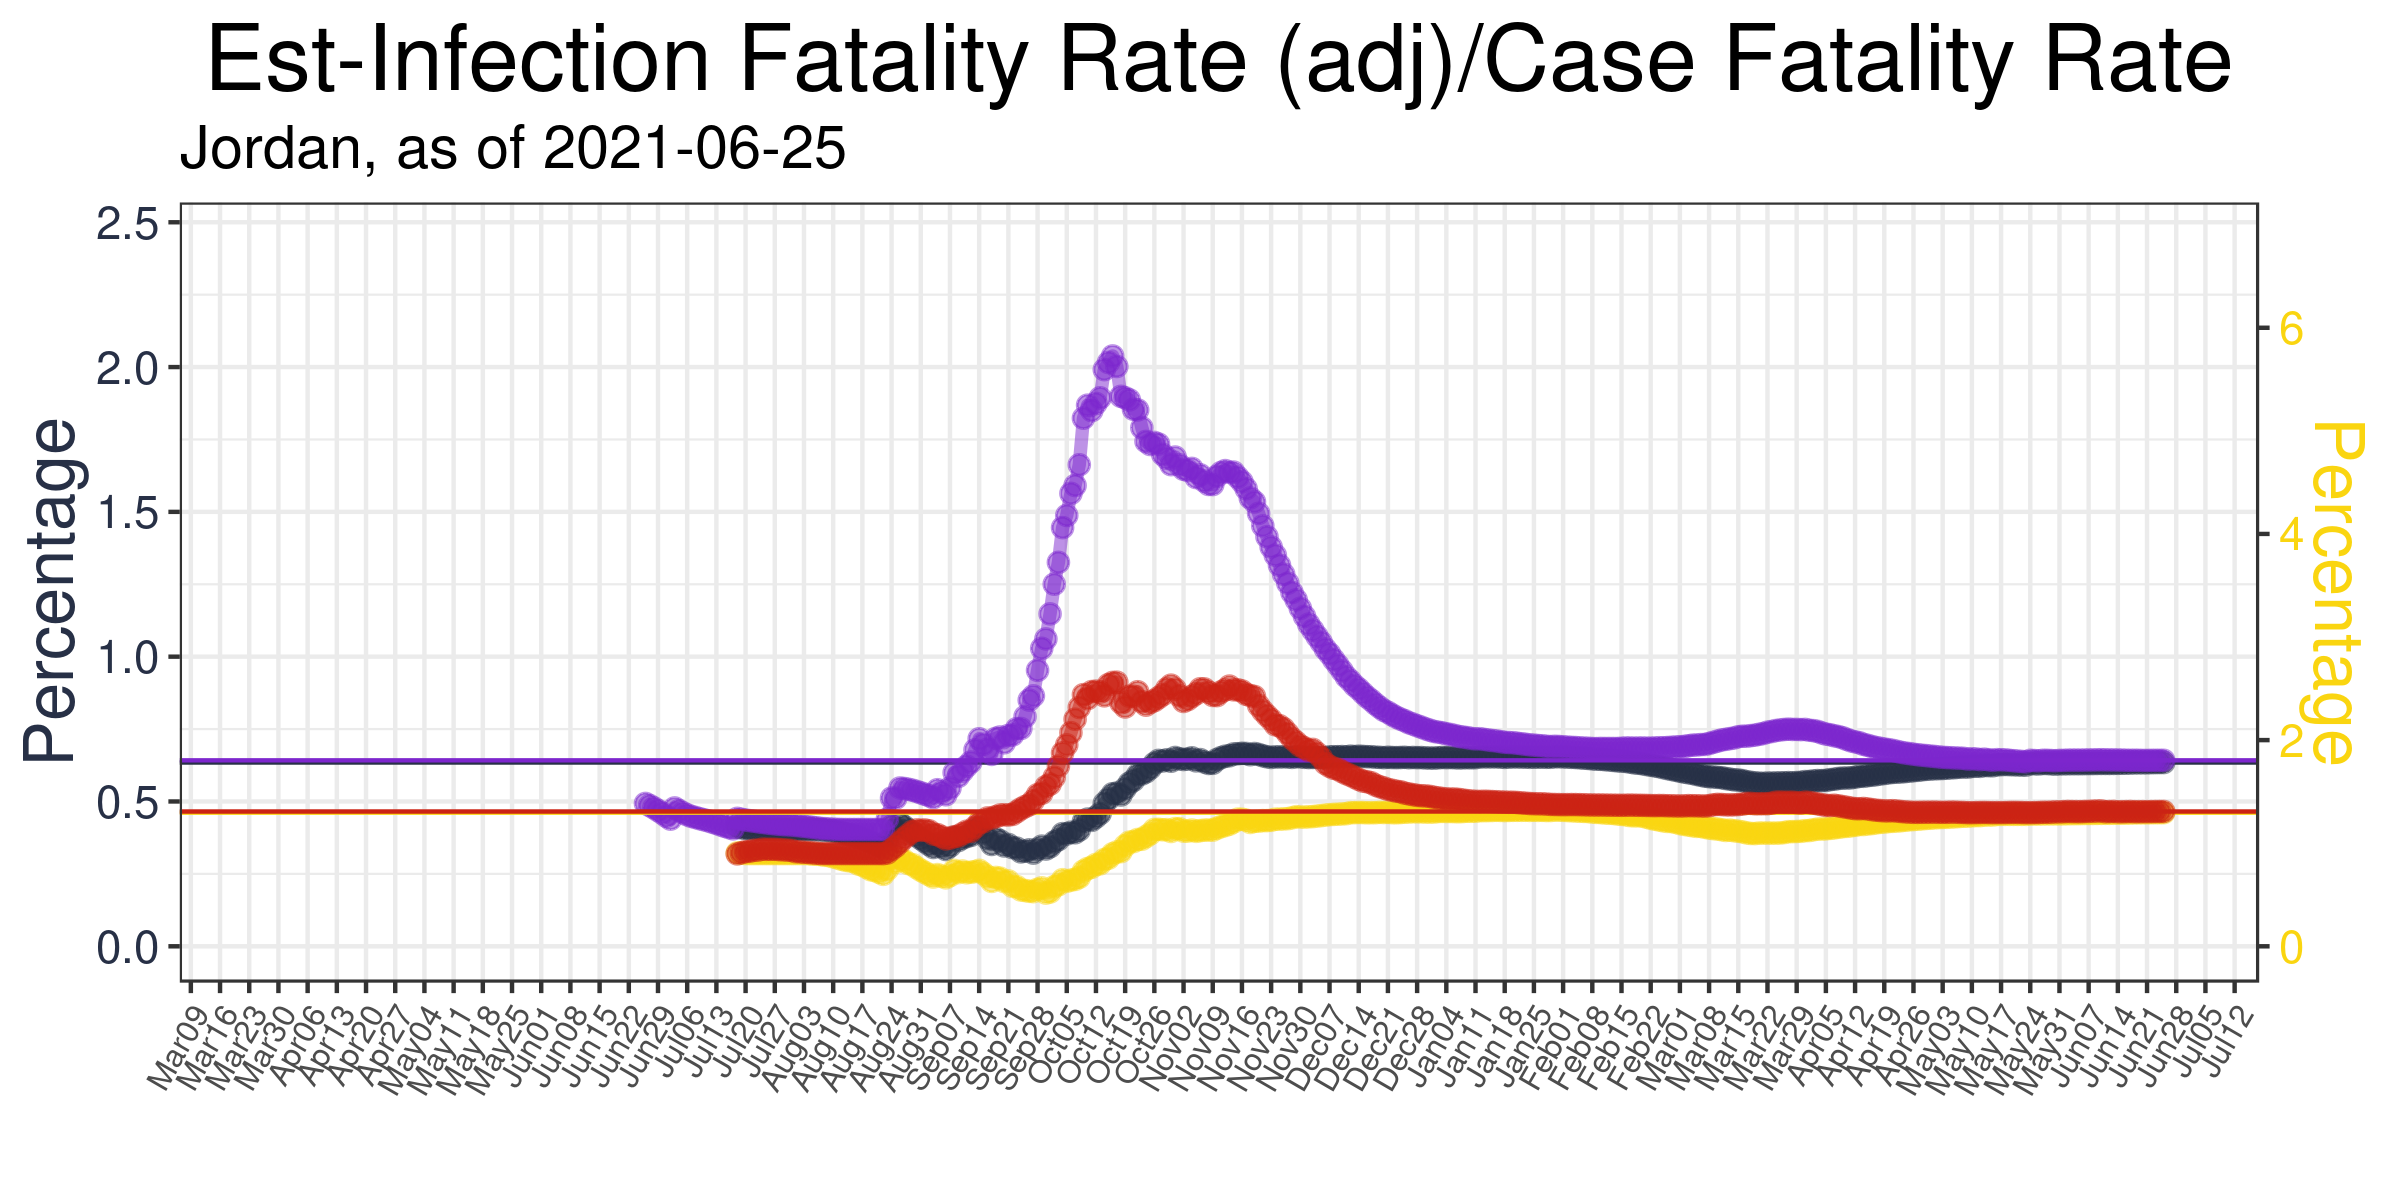 Est-Infection Fatality Rate (adj)/Case Fatality Rate
Jordan, as of 2021-06-25
Percentage
2.5
2.0
1.5
1.0
0.5
0.0
6
4
2
0
Percentage
Mar09 Mar16 Mar23 Mar30 Apr06 Apr13 Apr20 Apr27 May04 May11 May18 May25 Jun01 Jun08 Jun15 Jun22 Jun29 Jul06 Jul13 Jul20 Jul27 Aug03 Aug10 Aug17 Aug24 Aug31 Sep07 Sep14 Sep21 Sep28 Oct05 Oct12 Oct19 Oct26 Nov02 Nov09 Nov16 Nov23 Nov30 Dec07 Dec14 Dec21 Dec28 Jan04 Jan11 Jan18 Jan25 Feb01 Feb08 Feb15 Feb22 Mar01 Mar08 Mar15 Mar22 Mar29 Apr05 Apr12 Apr19 Apr26 May03 May10 May17 May24 May31 Jun07 Jun14 Jun21 Jun28 Jul05 Jul12